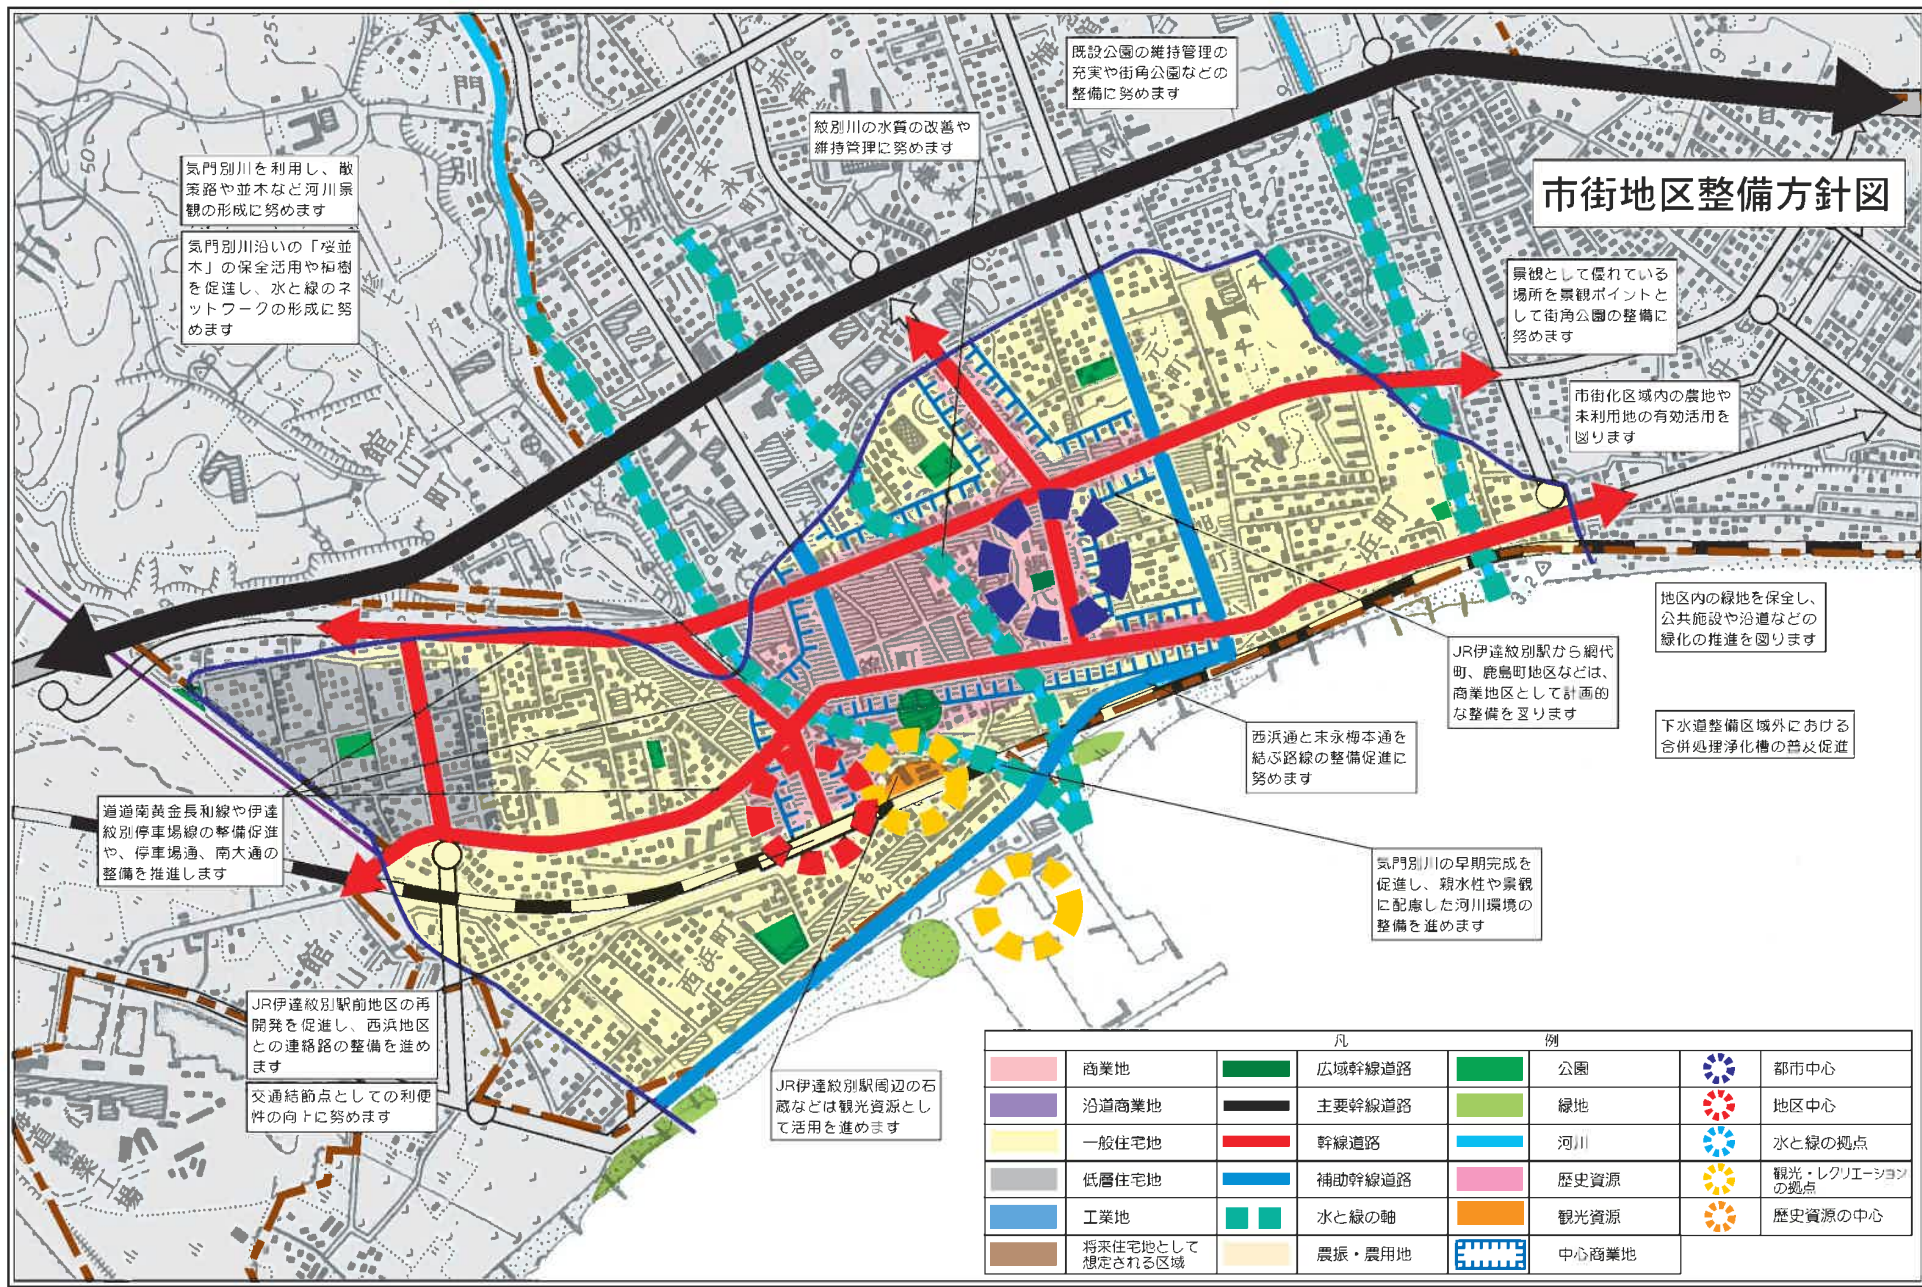 市街地区整備方針図
既設公園の維持管理の
充実や街角公園などの
整備に努めます
紋別川の水質の改善や
維持管理に努めます
気門別川を利用し、散
策路や並木など河川景
観の形成に努めます
気門別川沿いの「桜並
木」の保全活用や植樹
を促進し、水と緑のネ
ットワークの形成に努
めます
景観として優れている
場所を景観ポイントと
して街角公園の整備に
努めます
市街化区域内の農地や
未利用地の有効活用を
図ります
地区内の緑地を保全し、
公共施設や沿道などの
緑化の推進を図ります
JR伊達紋別駅から網代
町、鹿島町地区などは、
商業地区として計画的
な整備を図ります
下水道整備区域外における
合併処理浄化槽の普及促進
西浜通と末永梅本通を
結ぶ路線の整備促進に
努めます
道道南黄金長和線や伊達
紋別停車場線の整備促進
や、停車場通、南大通の
整備を推進します
気門別川の早期完成を
促進し、親水性や景観
に配慮した河川環境の
整備を進めます
JR伊達紋別駅前地区の再
開発を促進し、西浜地区
との連絡路の整備を進め
ます
交通結節点としての利便
性の向上に努めます
JR伊達紋別駅周辺の石
蔵などは観光資源とし
て活用を進めます
館山町
末永町
元町
浜町
山下町
西浜町
館山
凡例
商業地
広域幹線道路
公園
都市中心
沿道商業地
主要幹線道路
緑地
地区中心
一般住宅地
幹線道路
河川
水と緑の拠点
低層住宅地
補助幹線道路
歴史資源
観光・レクリエーション
の拠点
工業地
水と緑の軸
観光資源
歴史資源の中心
将来住宅地として
想定される区域
農振・農用地
中心商業地